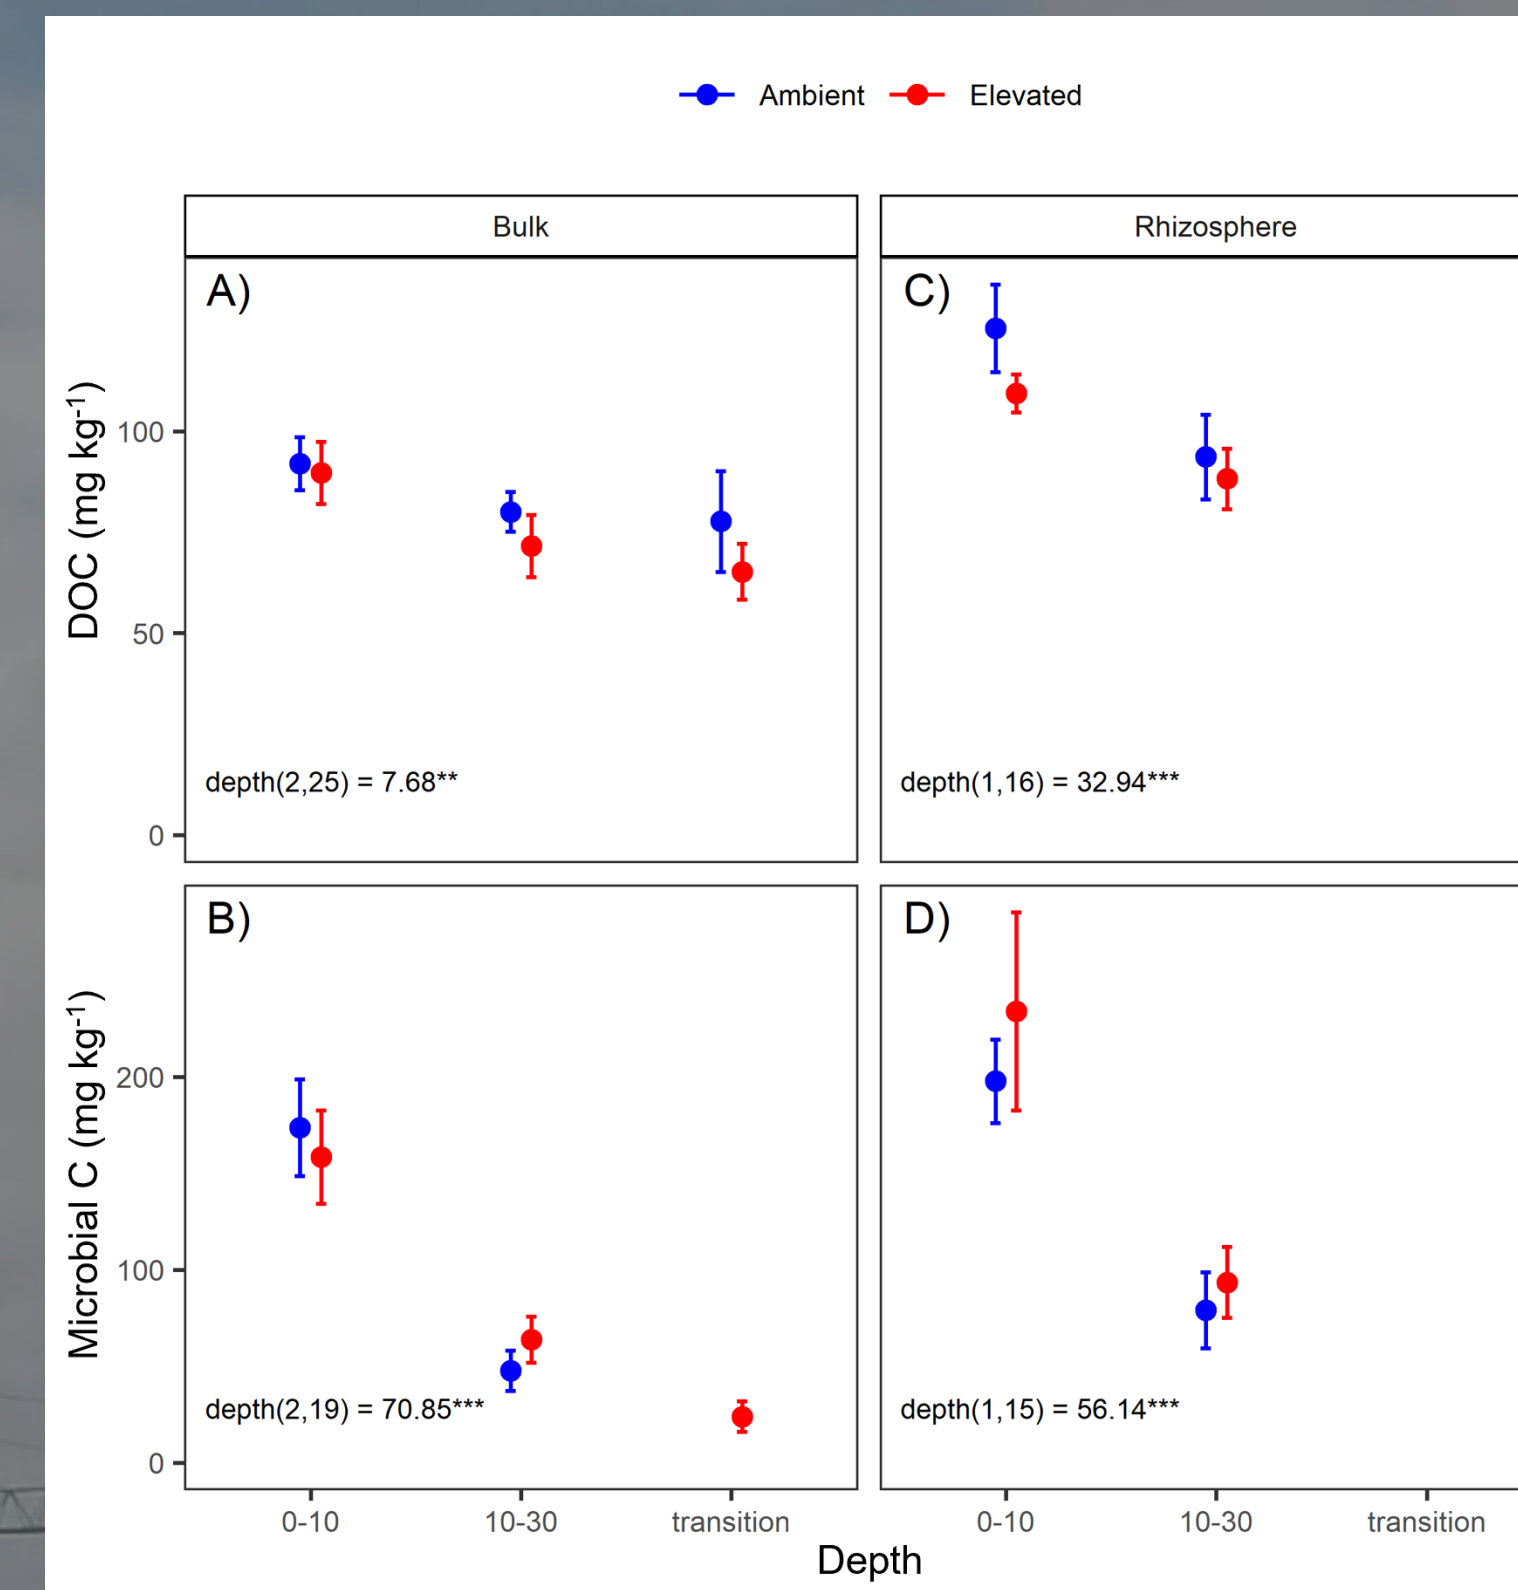 Ambient Elevated
Bulk Rhizosphere
A) C)
DOC (mg kg⁻¹)
100
50
0
depth(2,25) = 7.68** depth(1,16) = 32.94***
B) D)
Microbial C (mg kg⁻¹)
200
100
0
depth(2,19) = 70.85*** depth(1,15) = 56.14***
0-10 10-30 transition 0-10 10-30 transition
Depth